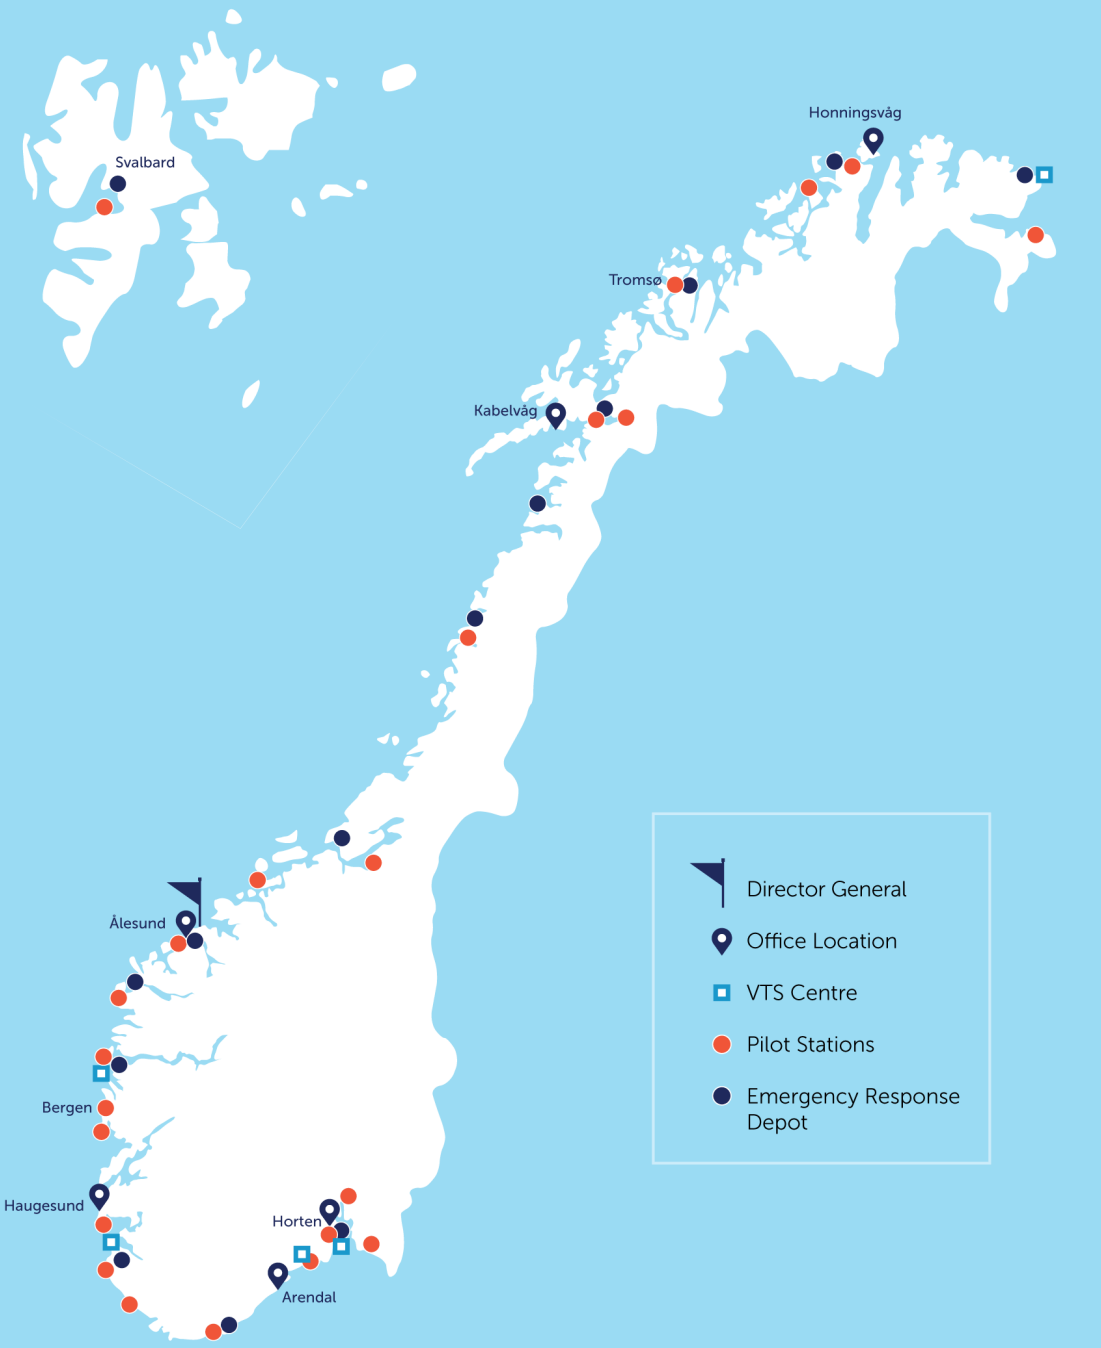 Honningsvåg
Svalbard
Tromsø
Kabelvåg
Ålesund
Bergen
Haugesund
Horten
Arendal
Director General
Office Location
VTS Centre
Pilot Stations
Emergency Response
Depot